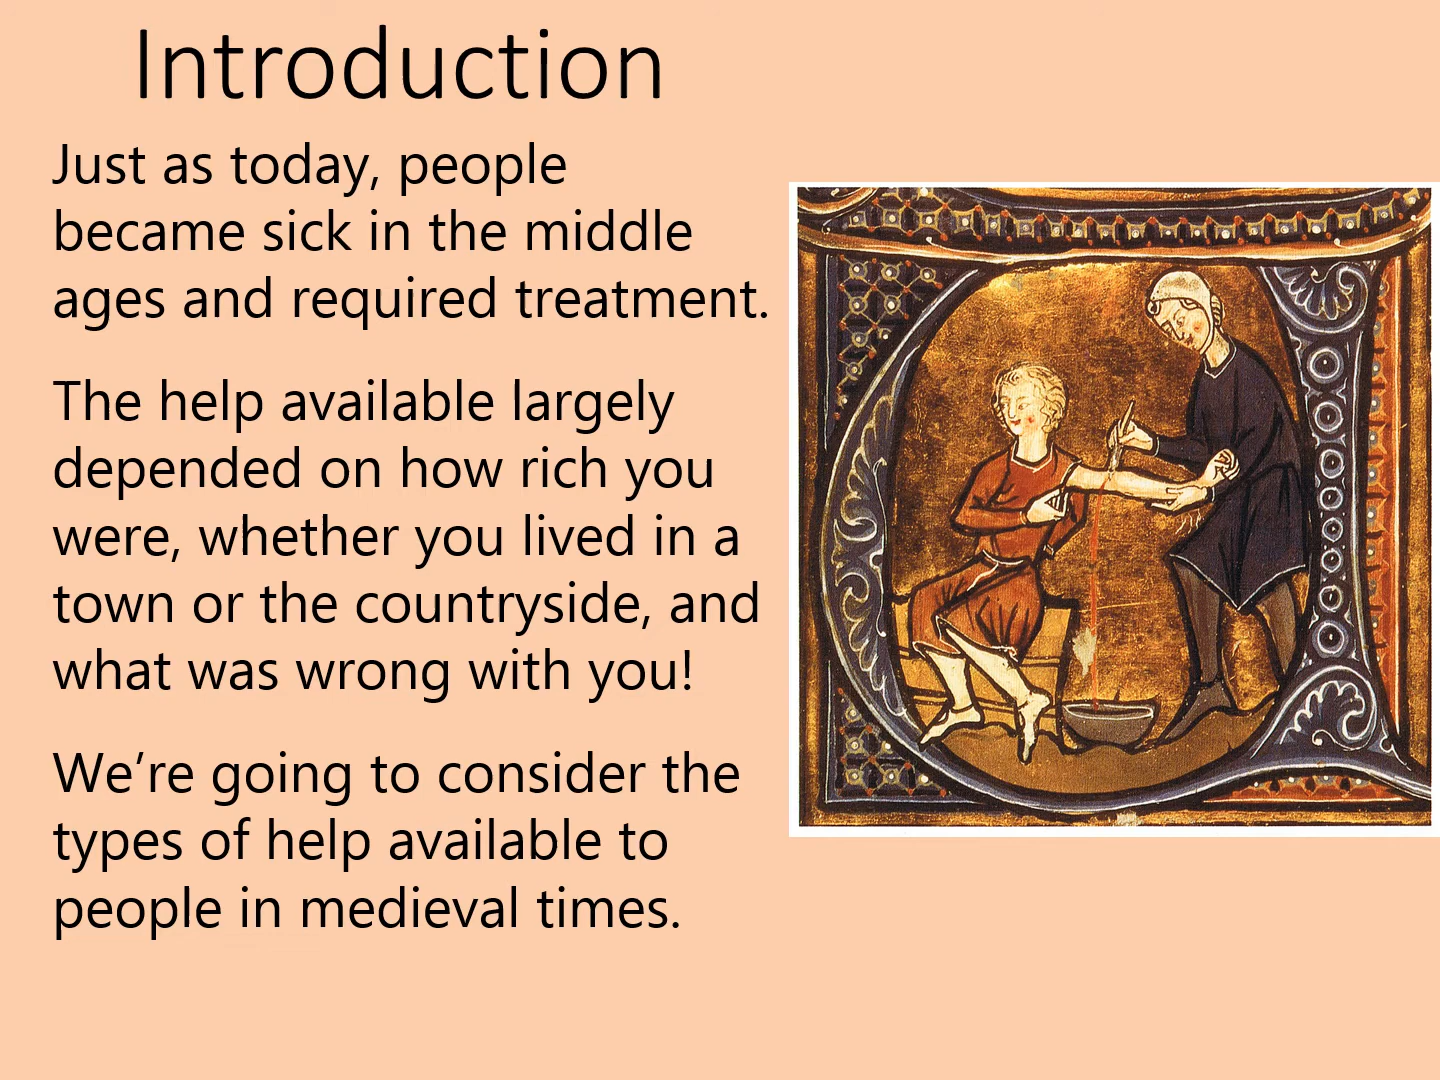 Introduction
Just as today, people
became sick in the middle
ages and required treatment.
The help available largely
depended on how rich you
were, whether you lived in a
town or the countryside, and
what was wrong with you!
We’re going to consider the
types of help available to
people in medieval times.